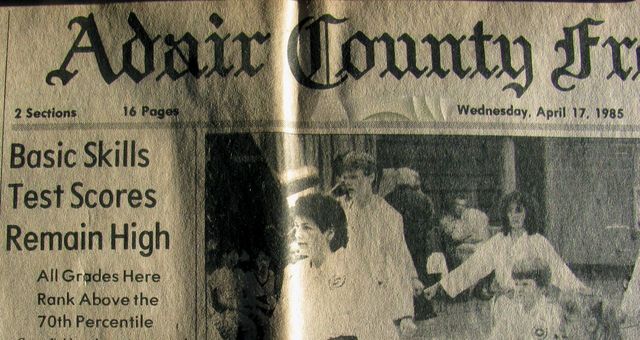 Adair County Fr
2 Sections 16 Pages Wednesday, April 17, 1985
Basic Skills
Test Scores
Remain High
All Grades Here
Rank Above the
70th Percentile